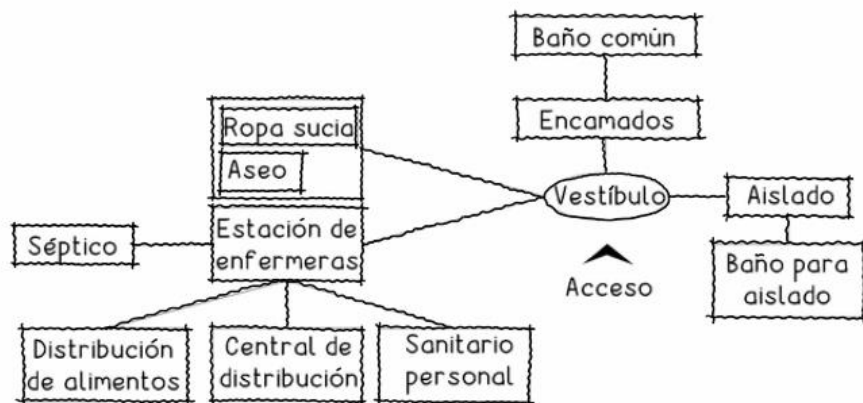 Baño común
Encamados
Ropa sucia
Aseo
Vestíbulo
Aislado
Séptico
Estación de
enfermeras
Baño para
aislado
Acceso
Distribución
de alimentos
Central de
distribución
Sanitario
personal